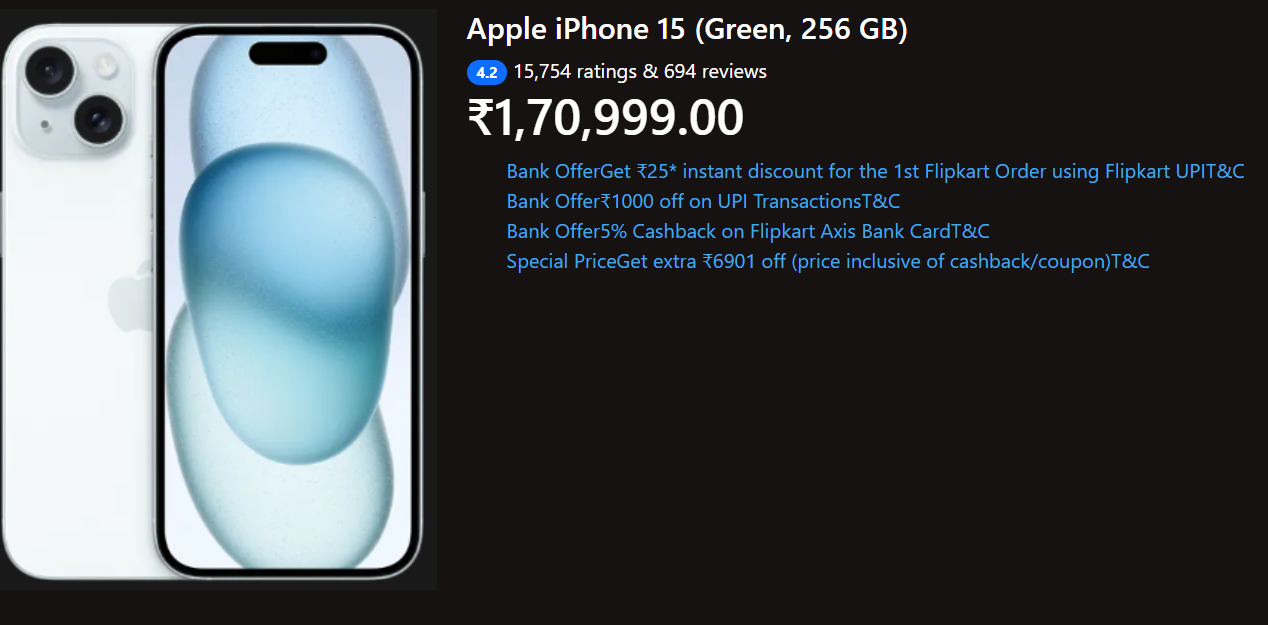 Apple iPhone 15 (Green, 256 GB)
4.2 15,754 ratings & 694 reviews
₹1,70,999.00
Bank OfferGet ₹25* instant discount for the 1st Flipkart Order using Flipkart UPIT&C
Bank Offer₹1000 off on UPI TransactionsT&C
Bank Offer5% Cashback on Flipkart Axis Bank CardT&C
Special PriceGet extra ₹6901 off (price inclusive of cashback/coupon)T&C